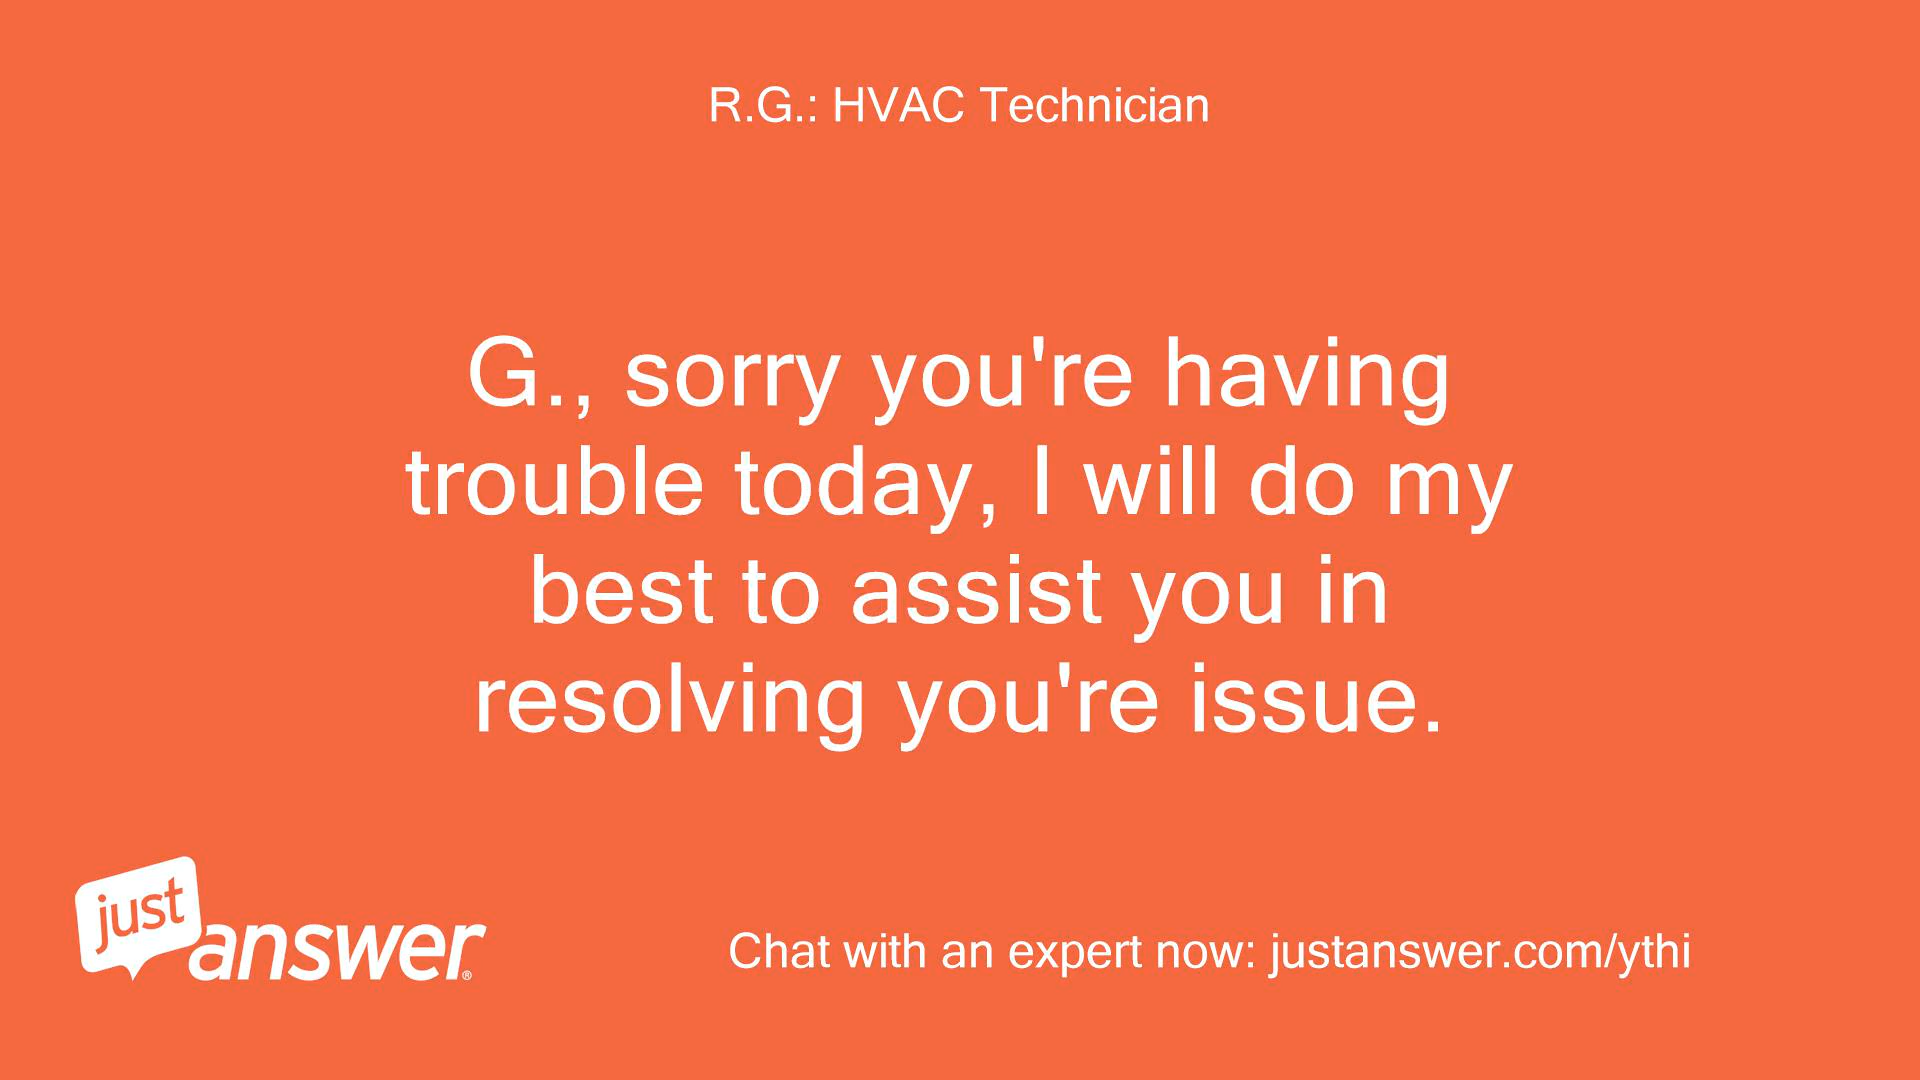 R.G.: HVAC Technician
G., sorry you're having
trouble today, I will do my
best to assist you in
resolving you're issue.
just
answer®
Chat with an expert now: justanswer.com/ythi